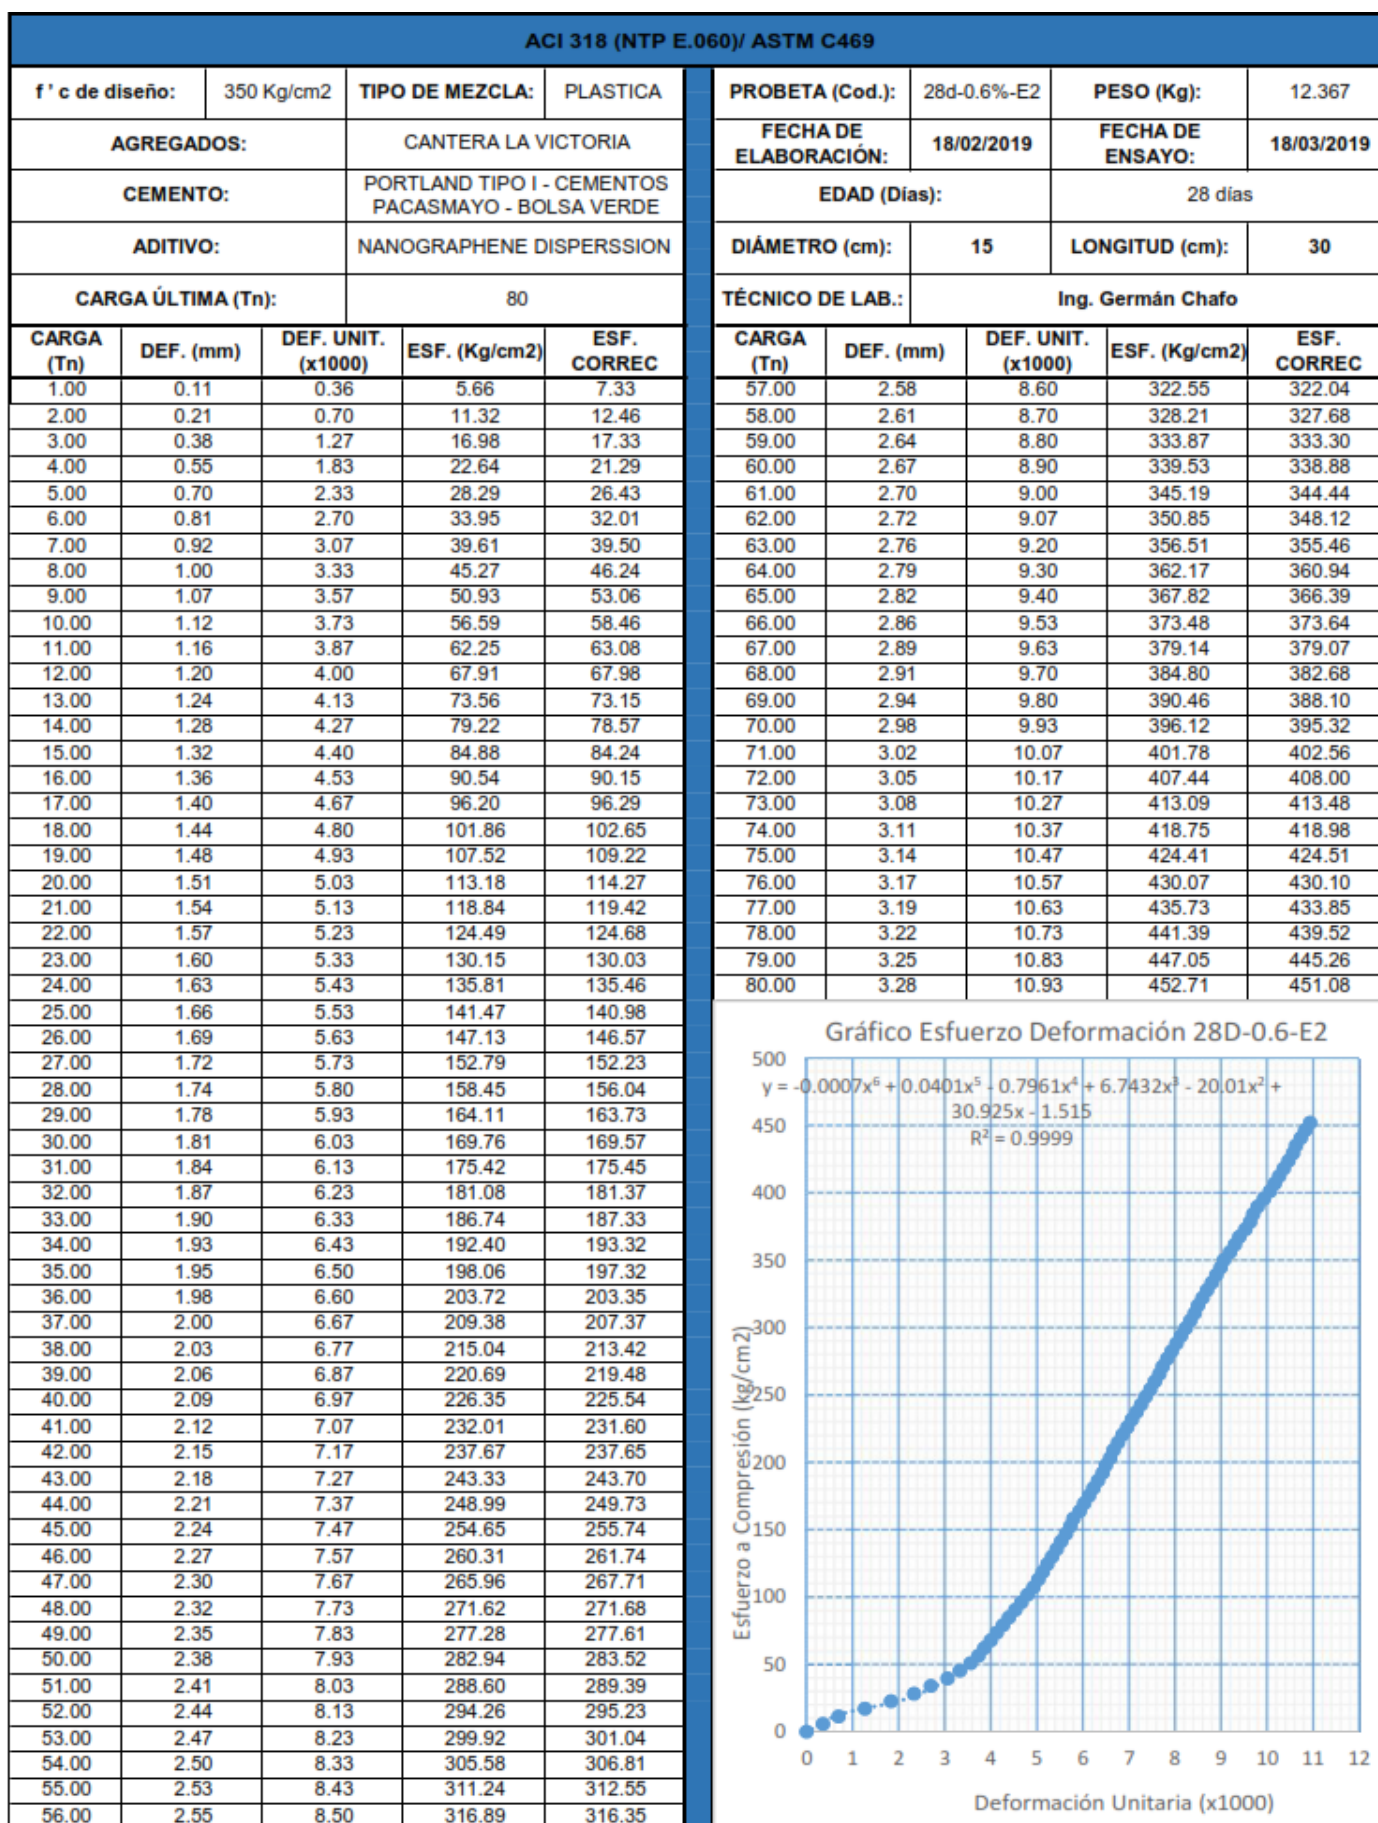 ACI 318 (NTP E.060)/ ASTM C469
f ' c de diseño: 350 Kg/cm2 TIPO DE MEZCLA: PLASTICA
AGREGADOS: CANTERA LA VICTORIA
CEMENTO: PORTLAND TIPO I - CEMENTOS
PACASMAYO - BOLSA VERDE
ADITIVO: NANOGRAPHENE DISPERSSION
CARGA ÚLTIMA (Tn): 80
PROBETA (Cod.): 28d-0.6%-E2 PESO (Kg): 12.367
FECHA DE ELABORACIÓN: 18/02/2019 FECHA DE ENSAYO: 18/03/2019
EDAD (Días): 28 días
DIÁMETRO (cm): 15 LONGITUD (cm): 30
TÉCNICO DE LAB.: Ing. Germán Chafo
CARGA (Tn) DEF. (mm) DEF. UNIT. (x1000) ESF. (Kg/cm2) ESF. CORREC
1.00 0.11 0.36 5.66 7.33
2.00 0.21 0.70 11.32 12.46
3.00 0.38 1.27 16.98 17.33
4.00 0.55 1.83 22.64 21.29
5.00 0.70 2.33 28.29 26.43
6.00 0.81 2.70 33.95 32.01
7.00 0.92 3.07 39.61 39.50
8.00 1.00 3.33 45.27 46.24
9.00 1.07 3.57 50.93 53.06
10.00 1.12 3.73 56.59 58.46
11.00 1.16 3.87 62.25 63.08
12.00 1.20 4.00 67.91 67.98
13.00 1.24 4.13 73.56 73.15
14.00 1.28 4.27 79.22 78.57
15.00 1.32 4.40 84.88 84.24
16.00 1.36 4.53 90.54 90.15
17.00 1.40 4.67 96.20 96.29
18.00 1.44 4.80 101.86 102.65
19.00 1.48 4.93 107.52 109.22
20.00 1.51 5.03 113.18 114.27
21.00 1.54 5.13 118.84 119.42
22.00 1.57 5.23 124.49 124.68
23.00 1.60 5.33 130.15 130.03
24.00 1.63 5.43 135.81 135.46
25.00 1.66 5.53 141.47 140.98
26.00 1.69 5.63 147.13 146.57
27.00 1.72 5.73 152.79 152.23
28.00 1.74 5.80 158.45 156.04
29.00 1.78 5.93 164.11 163.73
30.00 1.81 6.03 169.76 169.57
31.00 1.84 6.13 175.42 175.45
32.00 1.87 6.23 181.08 181.37
33.00 1.90 6.33 186.74 187.33
34.00 1.93 6.43 192.40 193.32
35.00 1.95 6.50 198.06 197.32
36.00 1.98 6.60 203.72 203.35
37.00 2.00 6.67 209.38 207.37
38.00 2.03 6.77 215.04 213.42
39.00 2.06 6.87 220.69 219.48
40.00 2.09 6.97 226.35 225.54
41.00 2.12 7.07 232.01 231.60
42.00 2.15 7.17 237.67 237.65
43.00 2.18 7.27 243.33 243.70
44.00 2.21 7.37 248.99 249.73
45.00 2.24 7.47 254.65 255.74
46.00 2.27 7.57 260.31 261.74
47.00 2.30 7.67 265.96 267.71
48.00 2.32 7.73 271.62 271.68
49.00 2.35 7.83 277.28 277.61
50.00 2.38 7.93 282.94 283.52
51.00 2.41 8.03 288.60 289.39
52.00 2.44 8.13 294.26 295.23
53.00 2.47 8.23 299.92 301.04
54.00 2.50 8.33 305.58 306.81
55.00 2.53 8.43 311.24 312.55
56.00 2.55 8.50 316.89 316.35
CARGA (Tn) DEF. (mm) DEF. UNIT. (x1000) ESF. (Kg/cm2) ESF. CORREC
57.00 2.58 8.60 322.55 322.04
58.00 2.61 8.70 328.21 327.68
59.00 2.64 8.80 333.87 333.30
60.00 2.67 8.90 339.53 338.88
61.00 2.70 9.00 345.19 344.44
62.00 2.72 9.07 350.85 348.12
63.00 2.76 9.20 356.51 355.46
64.00 2.79 9.30 362.17 360.94
65.00 2.82 9.40 367.82 366.39
66.00 2.86 9.53 373.48 373.64
67.00 2.89 9.63 379.14 379.07
68.00 2.91 9.70 384.80 382.68
69.00 2.94 9.80 390.46 388.10
70.00 2.98 9.93 396.12 395.32
71.00 3.02 10.07 401.78 402.56
72.00 3.05 10.17 407.44 408.00
73.00 3.08 10.27 413.09 413.48
74.00 3.11 10.37 418.75 418.98
75.00 3.14 10.47 424.41 424.51
76.00 3.17 10.57 430.07 430.10
77.00 3.19 10.63 435.73 433.85
78.00 3.22 10.73 441.39 439.52
79.00 3.25 10.83 447.05 445.26
80.00 3.28 10.93 452.71 451.08
Gráfico Esfuerzo Deformación 28D-0.6-E2
y = -0.0007x⁶ + 0.0401x⁵ - 0.7961x⁴ + 6.7432x³ - 20.01x² +
30.925x - 1.515
R² = 0.9999
Esfuerzo a Compresión (kg/cm2)
500
450
400
350
300
250
200
150
100
50
0
0 1 2 3 4 5 6 7 8 9 10 11 12
Deformación Unitaria (x1000)